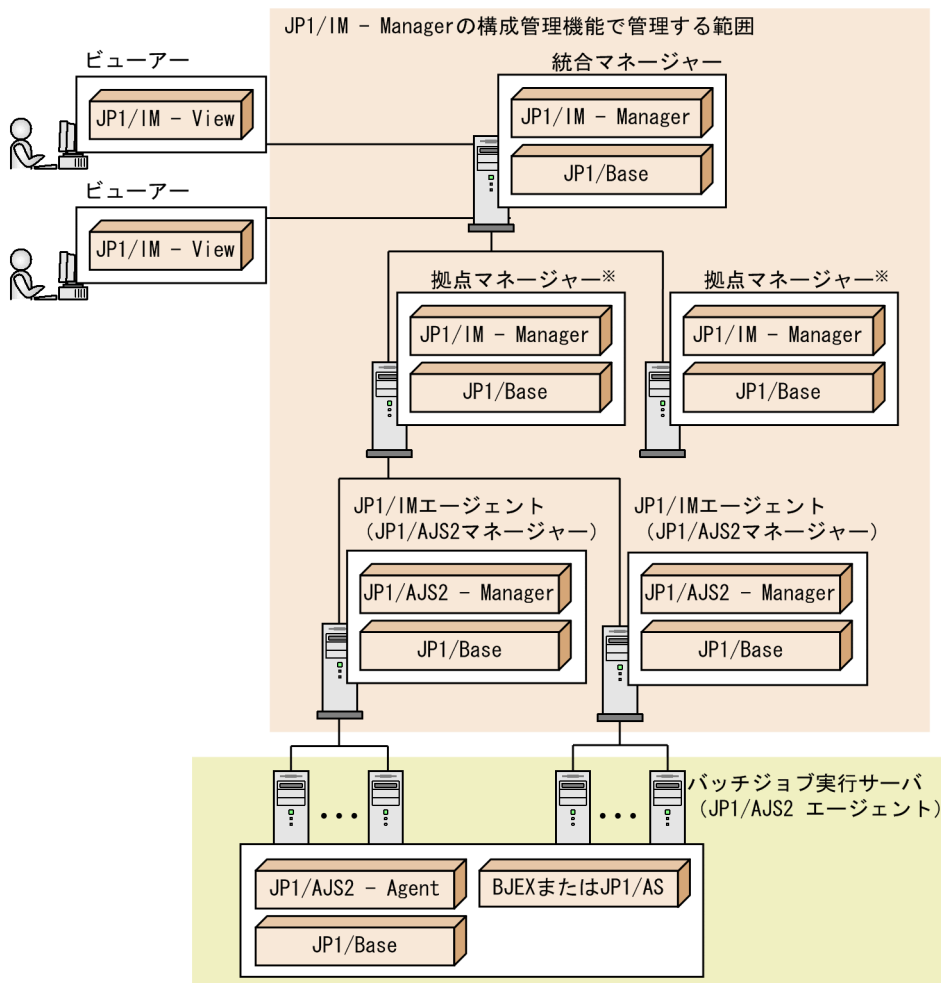 JP1/IM - Managerの構成管理機能で管理する範囲
ビューアー
JP1/IM - View
統合マネージャー
JP1/IM - Manager
JP1/Base
ビューアー
JP1/IM - View
拠点マネージャー※
JP1/IM - Manager
JP1/Base
拠点マネージャー※
JP1/IM - Manager
JP1/Base
JP1/IMエージェント
（JP1/AJS2マネージャー）
JP1/AJS2 - Manager
JP1/Base
JP1/IMエージェント
（JP1/AJS2マネージャー）
JP1/AJS2 - Manager
JP1/Base
バッチジョブ実行サーバ
（JP1/AJS2 エージェント）
JP1/AJS2 - Agent
BJEXまたはJP1/AS
JP1/Base